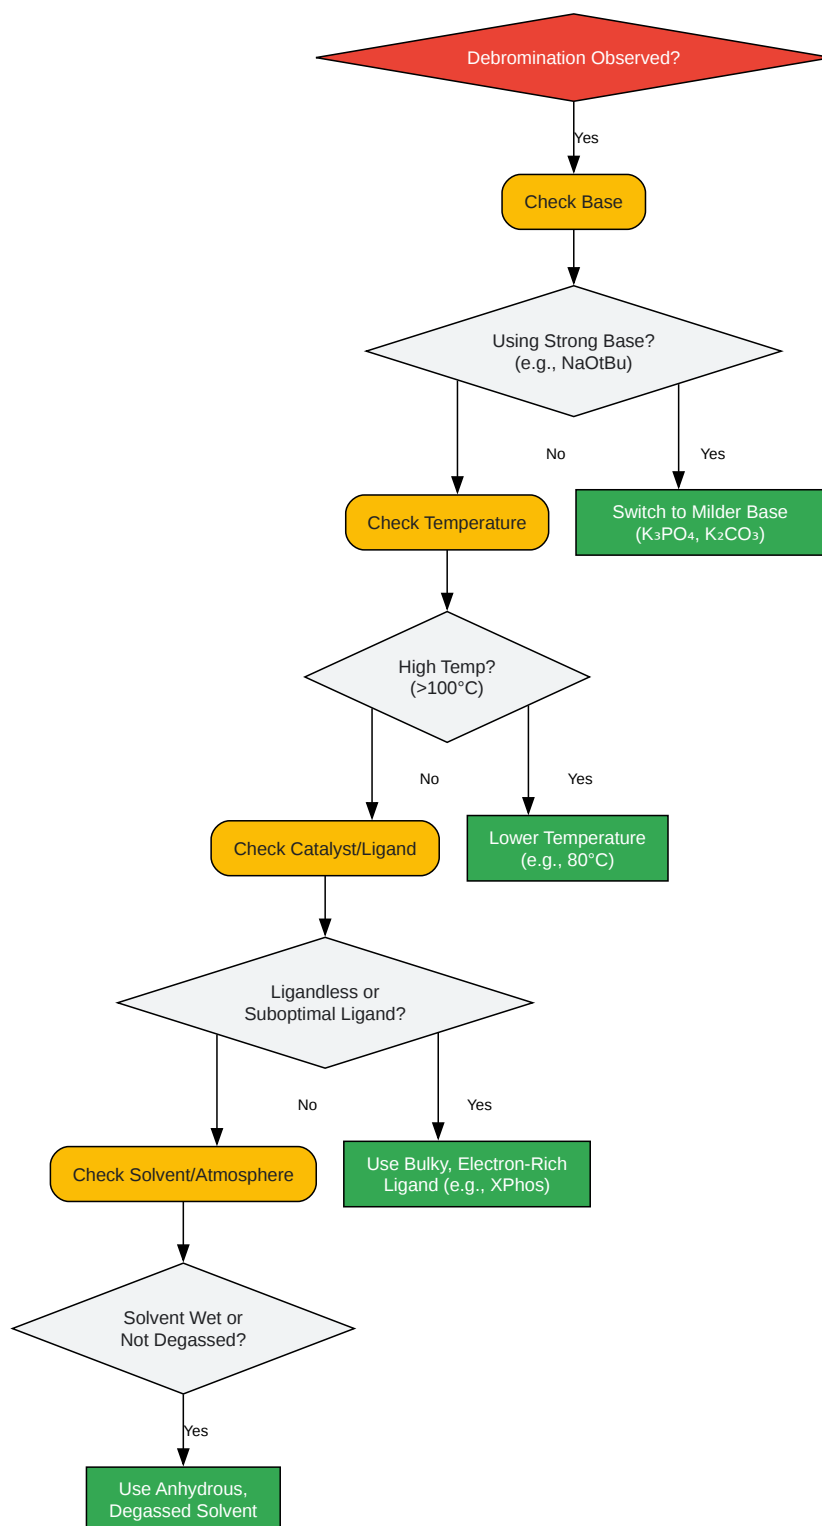 Debromination Observed?
Yes
Check Base
Using Strong Base?
(e.g., NaOtBu)
No
Yes
Check Temperature
Switch to Milder Base
(K₃PO₄, K₂CO₃)
High Temp?
(>100°C)
No
Yes
Check Catalyst/Ligand
Lower Temperature
(e.g., 80°C)
Ligandless or
Suboptimal Ligand?
No
Yes
Check Solvent/Atmosphere
Use Bulky, Electron-Rich
Ligand (e.g., XPhos)
Solvent Wet or
Not Degassed?
Yes
Use Anhydrous,
Degassed Solvent